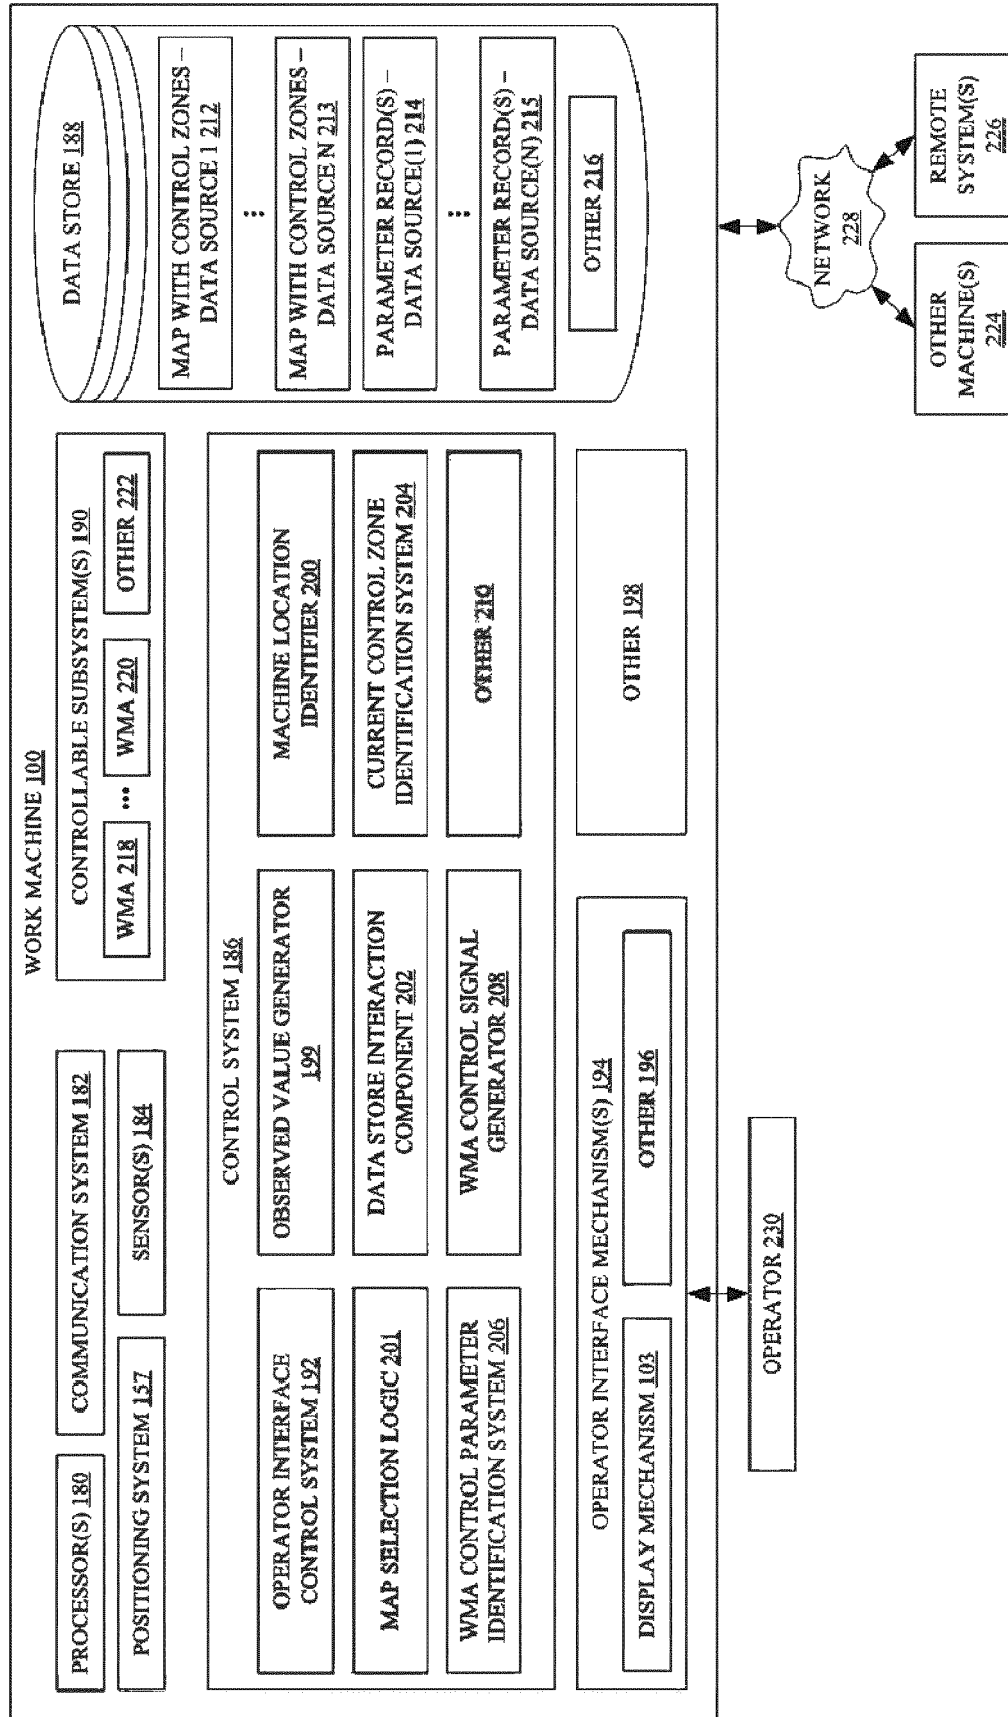 WORK MACHINE 100
PROCESSOR(S) 180
COMMUNICATION SYSTEM 182
POSITIONING SYSTEM 157
SENSOR(S) 184
CONTROLLABLE SUBSYSTEM(S) 190
WMA 218
...
WMA 220
OTHER 222
CONTROL SYSTEM 186
OPERATOR INTERFACE
CONTROL SYSTEM 192
OBSERVED VALUE GENERATOR
199
MACHINE LOCATION
IDENTIFIER 200
MAP SELECTION LOGIC 201
DATA STORE INTERACTION
COMPONENT 202
CURRENT CONTROL ZONE
IDENTIFICATION SYSTEM 204
WMA CONTROL PARAMETER
IDENTIFICATION SYSTEM 206
WMA CONTROL SIGNAL
GENERATOR 208
OTHER 210
OPERATOR INTERFACE MECHANISM(S) 194
DISPLAY MECHANISM 103
OTHER 196
OTHER 198
DATA STORE 188
MAP WITH CONTROL ZONES –
DATA SOURCE 1 212
...
MAP WITH CONTROL ZONES –
DATA SOURCE N 213
PARAMETER RECORD(S) –
DATA SOURCE(1) 214
...
PARAMETER RECORD(S) –
DATA SOURCE(N) 215
OTHER 216
OPERATOR 230
NETWORK
228
OTHER
MACHINE(S)
224
REMOTE
SYSTEM(S)
226